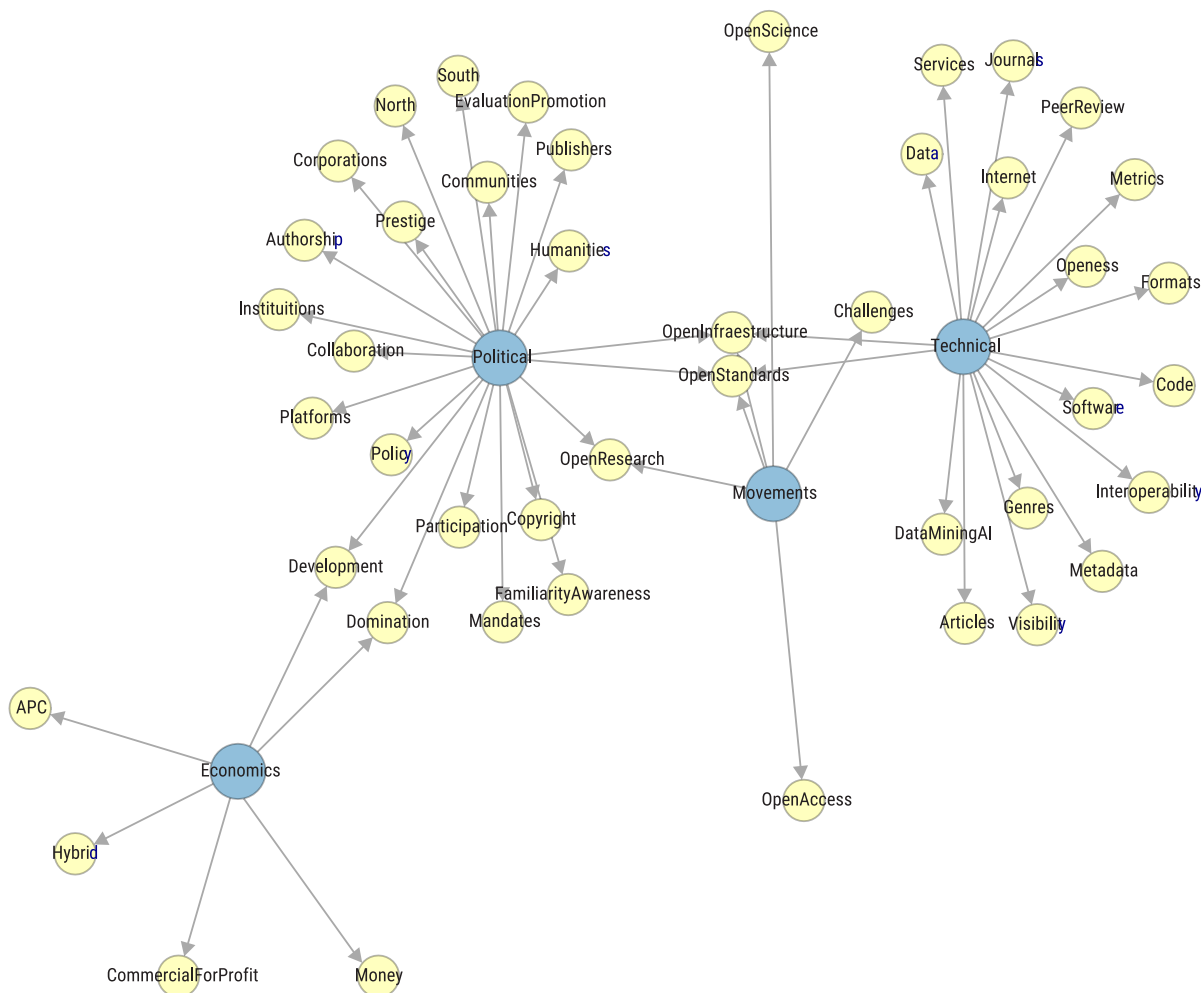 OpenScience
Services
Journals
South
North
EvaluationPromotion
PeerReview
Publishers
Corporations
Data
Communities
Internet
Metrics
Prestige
Authorship
Humanities
Openess
Formats
Instituitions
Challenges
OpenInfraestructure
Collaboration
Political
Technical
OpenStandards
Code
Platforms
Software
Policy
OpenResearch
Movements
Interoperability
Genres
Participation
Copyright
DataMiningAI
Development
Metadata
FamiliarityAwareness
Domination
Mandates
Articles
Visibility
APC
Economics
OpenAccess
Hybrid
CommercialForProfit
Money